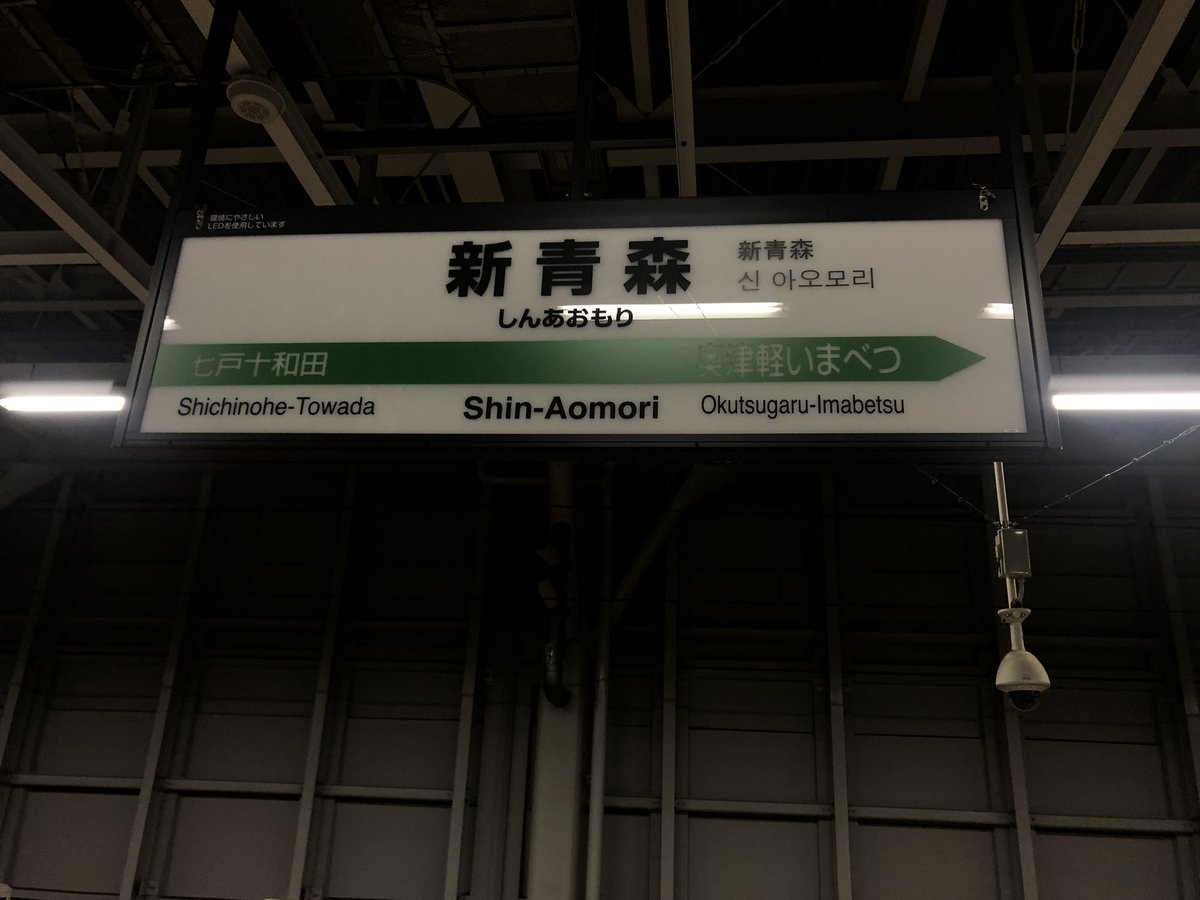 環境にやさしい
LEDを使用しています
新青森
新青森
신 아오모리
しんあおもり
七戸十和田
奥津軽いまべつ
Shichinohe-Towada
Shin-Aomori
Okutsugaru-Imabetsu